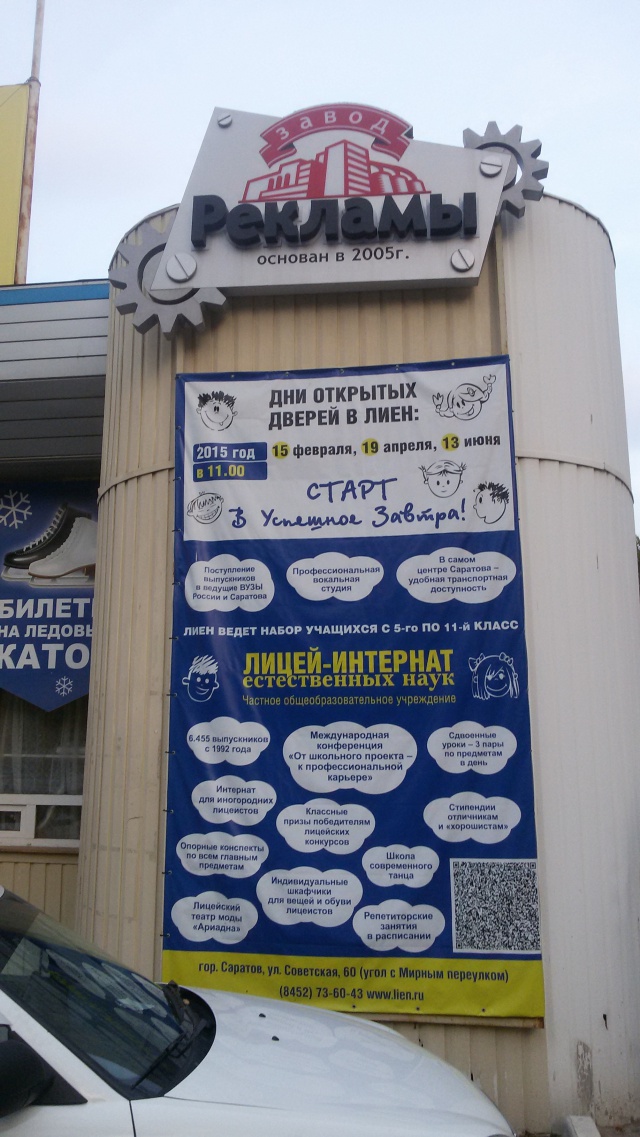 завод
Рекламы
основан в 2005г.
ДНИ ОТКРЫТЫХ
ДВЕРЕЙ В ЛИЕН:
2015 год
в 11.00
15 февраля, 19 апреля, 13 июня
СТАРТ
В Успешное Завтра!
Поступление
выпускников
в ведущие ВУЗы
России и Саратова
Профессиональная
вокальная
студия
В самом
центре Саратова –
удобная транспортная
доступность
ЛИЕН ВЕДЕТ НАБОР УЧАЩИХСЯ С 5-го ПО 11-й КЛАСС
ЛИЦЕЙ-ИНТЕРНАТ
естественных наук
Частное общеобразовательное учреждение
6.455 выпускников
с 1992 года
Международная
конференция
«От школьного проекта –
к профессиональной
карьере»
Сдвоенные
уроки – 3 пары
по предметам
в день
Интернат
для иногородних
лицеистов
Классные
призы победителям
лицейских
конкурсов
Стипендии
отличникам
и «хорошистам»
Опорные конспекты
по всем главным
предметам
Школа
современного
танца
Индивидуальные
шкафчики
для вещей и обуви
лицеистов
Лицейский
театр моды
«Ариадна»
Репетиторские
занятия
в расписании
гор. Саратов, ул. Советская, 60 (угол с Мирным переулком)
(8452) 73-60-43 www.lien.ru
БИЛЕТ
НА ЛЕДОВ
КАТО